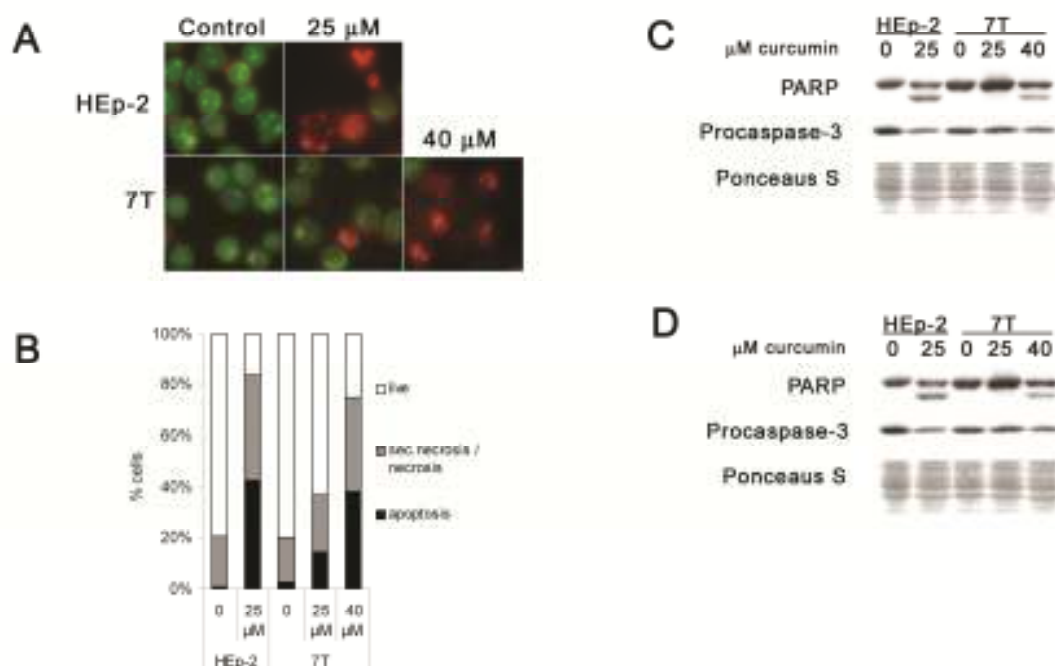 A
Control 25 μM
HEp-2
40 μM
7T
B
100%
80%
60%
40%
20%
0%
% cells
live
sec.necrosis /
necrosis
apoptosis
0 25 0 25 40
μM μM μM
HEp-2 7T
C
HEp-2 7T
μM curcumin 0 25 0 25 40
PARP
Procaspase-3
Ponceaus S
D
HEp-2 7T
μM curcumin 0 25 0 25 40
PARP
Procaspase-3
Ponceaus S